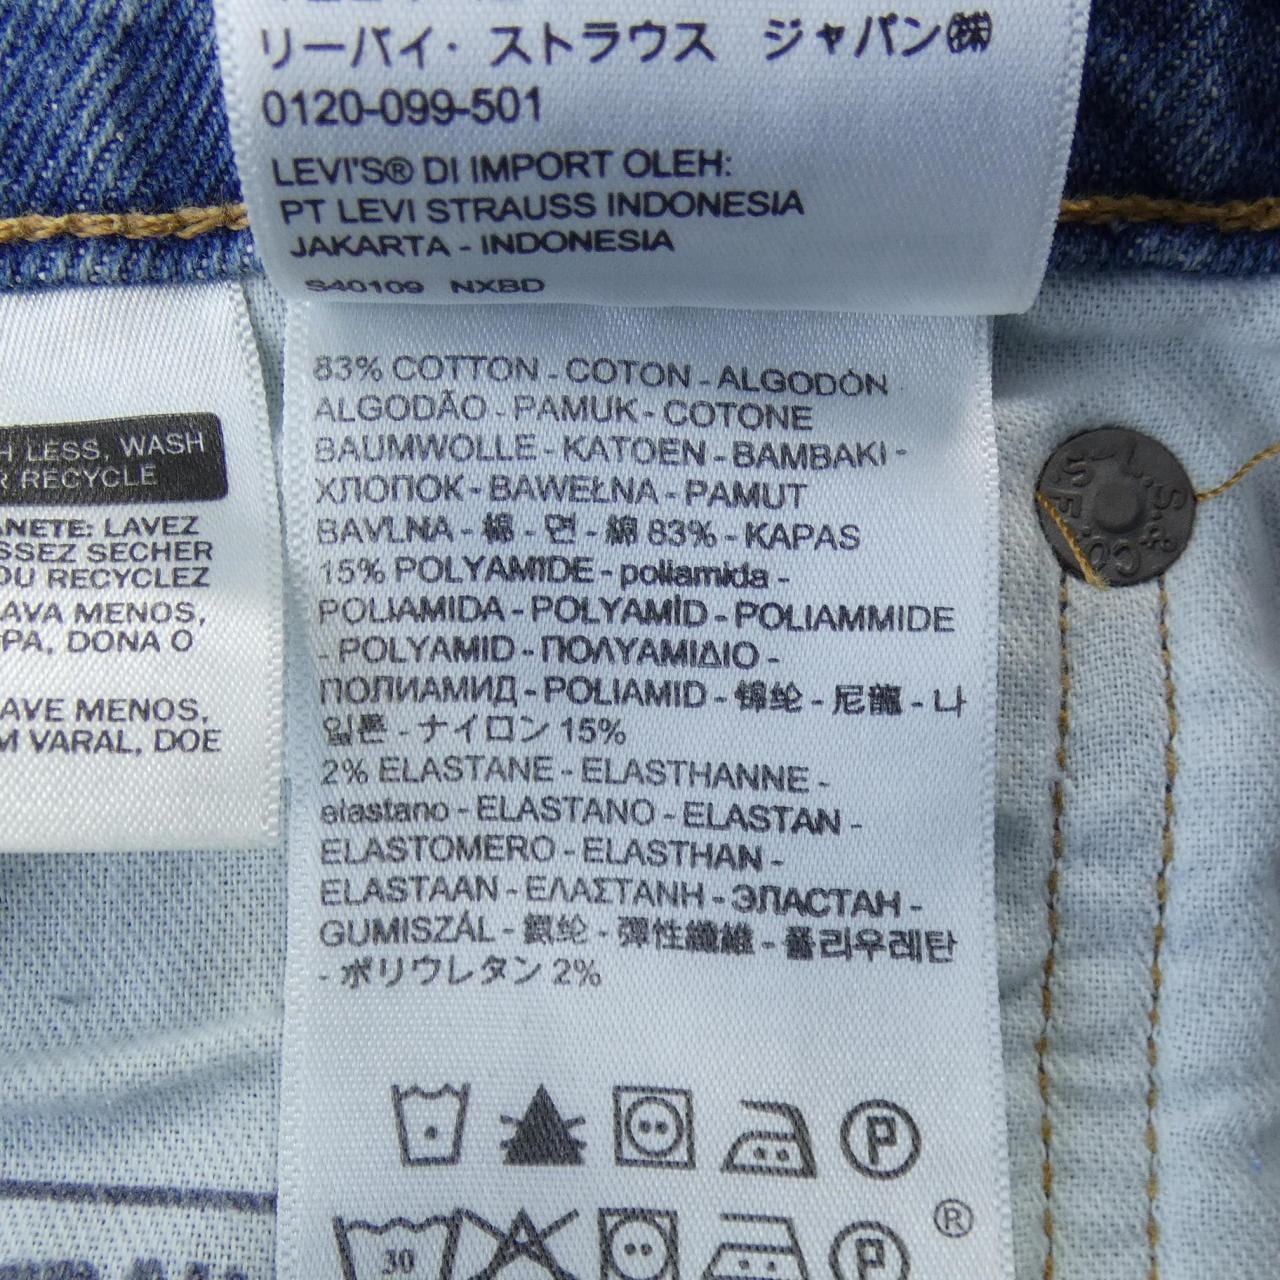 リーバイ・ストラウス ジャパン㈱
0120-099-501
LEVI'S® DI IMPORT OLEH:
PT LEVI STRAUSS INDONESIA
JAKARTA - INDONESIA
S40109 NXBD
83% COTTON - COTON - ALGODÓN
ALGODÃO - PAMUK - COTONE
BAUMWOLLE - KATOEN - BAMBAKI -
ХЛОПОК - BAWEŁNA - PAMUT
BAVLNA - 棉 - 면 - 綿 83% - KAPAS
15% POLYAMIDE - poliamida -
POLIAMIDA - POLYAMİD - POLIAMMIDE
- POLYAMID - ΠΟΛΥΑΜΙΔΙΟ -
ПОЛИАМИД - POLIAMID - 锦纶 - 尼龍 - 나
일론 - ナイロン 15%
2% ELASTANE - ELASTHANNE -
elastano - ELASTANO - ELASTAN -
ELASTOMERO - ELASTHAN -
ELASTAAN - ΕΛΑΣΤΑΝΗ - ЭЛАСТАН -
GUMISZÁL - 氨纶 - 彈性纖維 - 폴리우레탄
- ポリウレタン 2%
30
®
P
P
H LESS, WASH
R RECYCLE
ANETE: LAVEZ
SSEZ SÉCHER
OU RECYCLEZ
AVA MENOS,
PA, DONA O
AVE MENOS,
M VARAL, DOE
L.S.& CO. S.F.